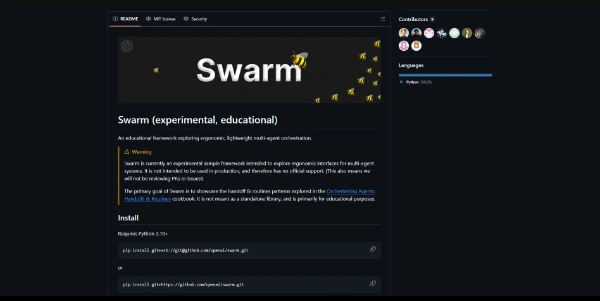 README
MIT license
Security
Swarm
Swarm (experimental, educational)
An educational framework exploring ergonomic, lightweight multi-agent orchestration.
Warning
Swarm is currently an experimental sample framework intended to explore ergonomic interfaces for multi-agent
systems. It is not intended to be used in production, and therefore has no official support. (This also means we
will not be reviewing PRs or issues!)
The primary goal of Swarm is to showcase the handoff & routines patterns explored in the Orchestrating Agents:
Handoffs & Routines cookbook. It is not meant as a standalone library, and is primarily for educational purposes.
Install
Requires Python 3.10+
pip install git+ssh://git@github.com/openai/swarm.git
or
pip install git+https://github.com/openai/swarm.git
Contributors
Languages
Python 100.0%